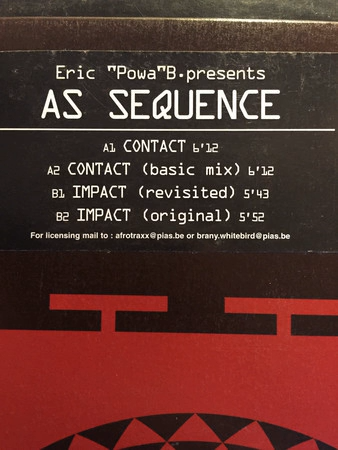 Eric "Powa"B.presents
AS SEQUENCE
A1 CONTACT 6'12
A2 CONTACT (basic mix) 6'12
B1 IMPACT (revisited) 5'43
B2 IMPACT (original) 5'52
For licensing mail to : afrotraxx@pias.be or brany.whitebird@pias.be